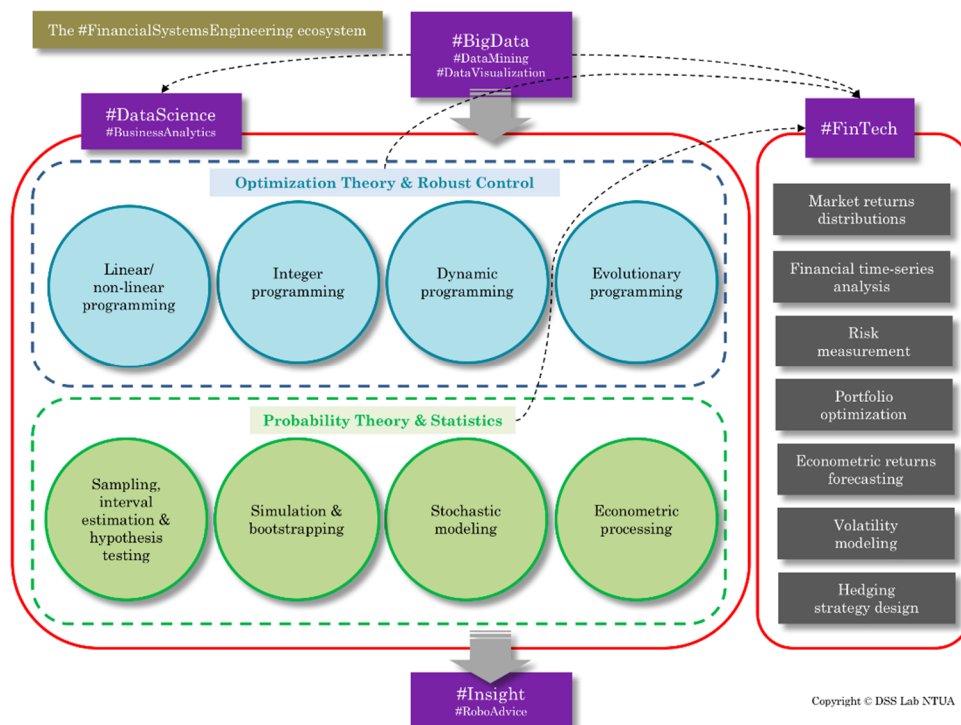 The #FinancialSystemsEngineering ecosystem
#BigData
#DataMining
#DataVisualization
#DataScience
#BusinessAnalytics
#FinTech
Optimization Theory & Robust Control
Linear/
non-linear
programming
Integer
programming
Dynamic
programming
Evolutionary
programming
Probability Theory & Statistics
Sampling,
interval
estimation &
hypothesis
testing
Simulation &
bootstrapping
Stochastic
modeling
Econometric
processing
Market returns
distributions
Financial time-series
analysis
Risk
measurement
Portfolio
optimization
Econometric returns
forecasting
Volatility
modeling
Hedging
strategy design
#Insight
#RoboAdvice
Copyright © DSS Lab NTUA